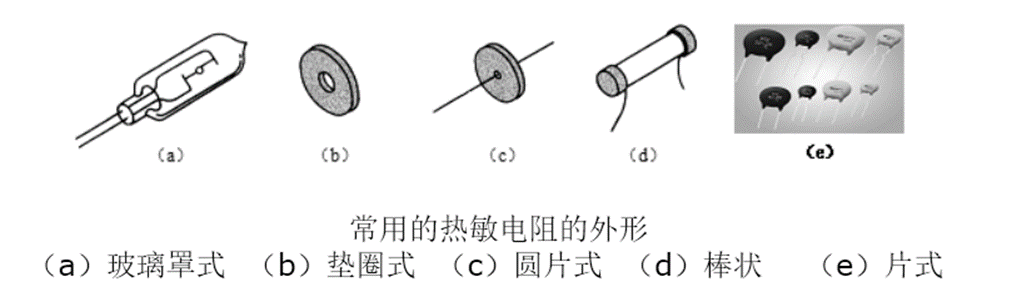 (a) (b) (c) (d) (e)
常用的热敏电阻的外形
（a）玻璃罩式 （b）垫圈式 （c）圆片式 （d）棒状 （e）片式